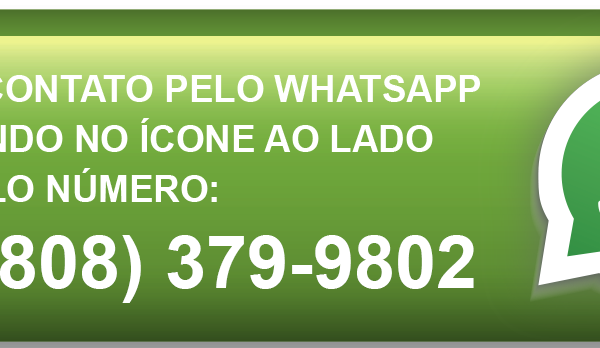 CONTATO PELO WHATSAPP
NDO NO ÍCONE AO LADO
LO NÚMERO:
808) 379-9802